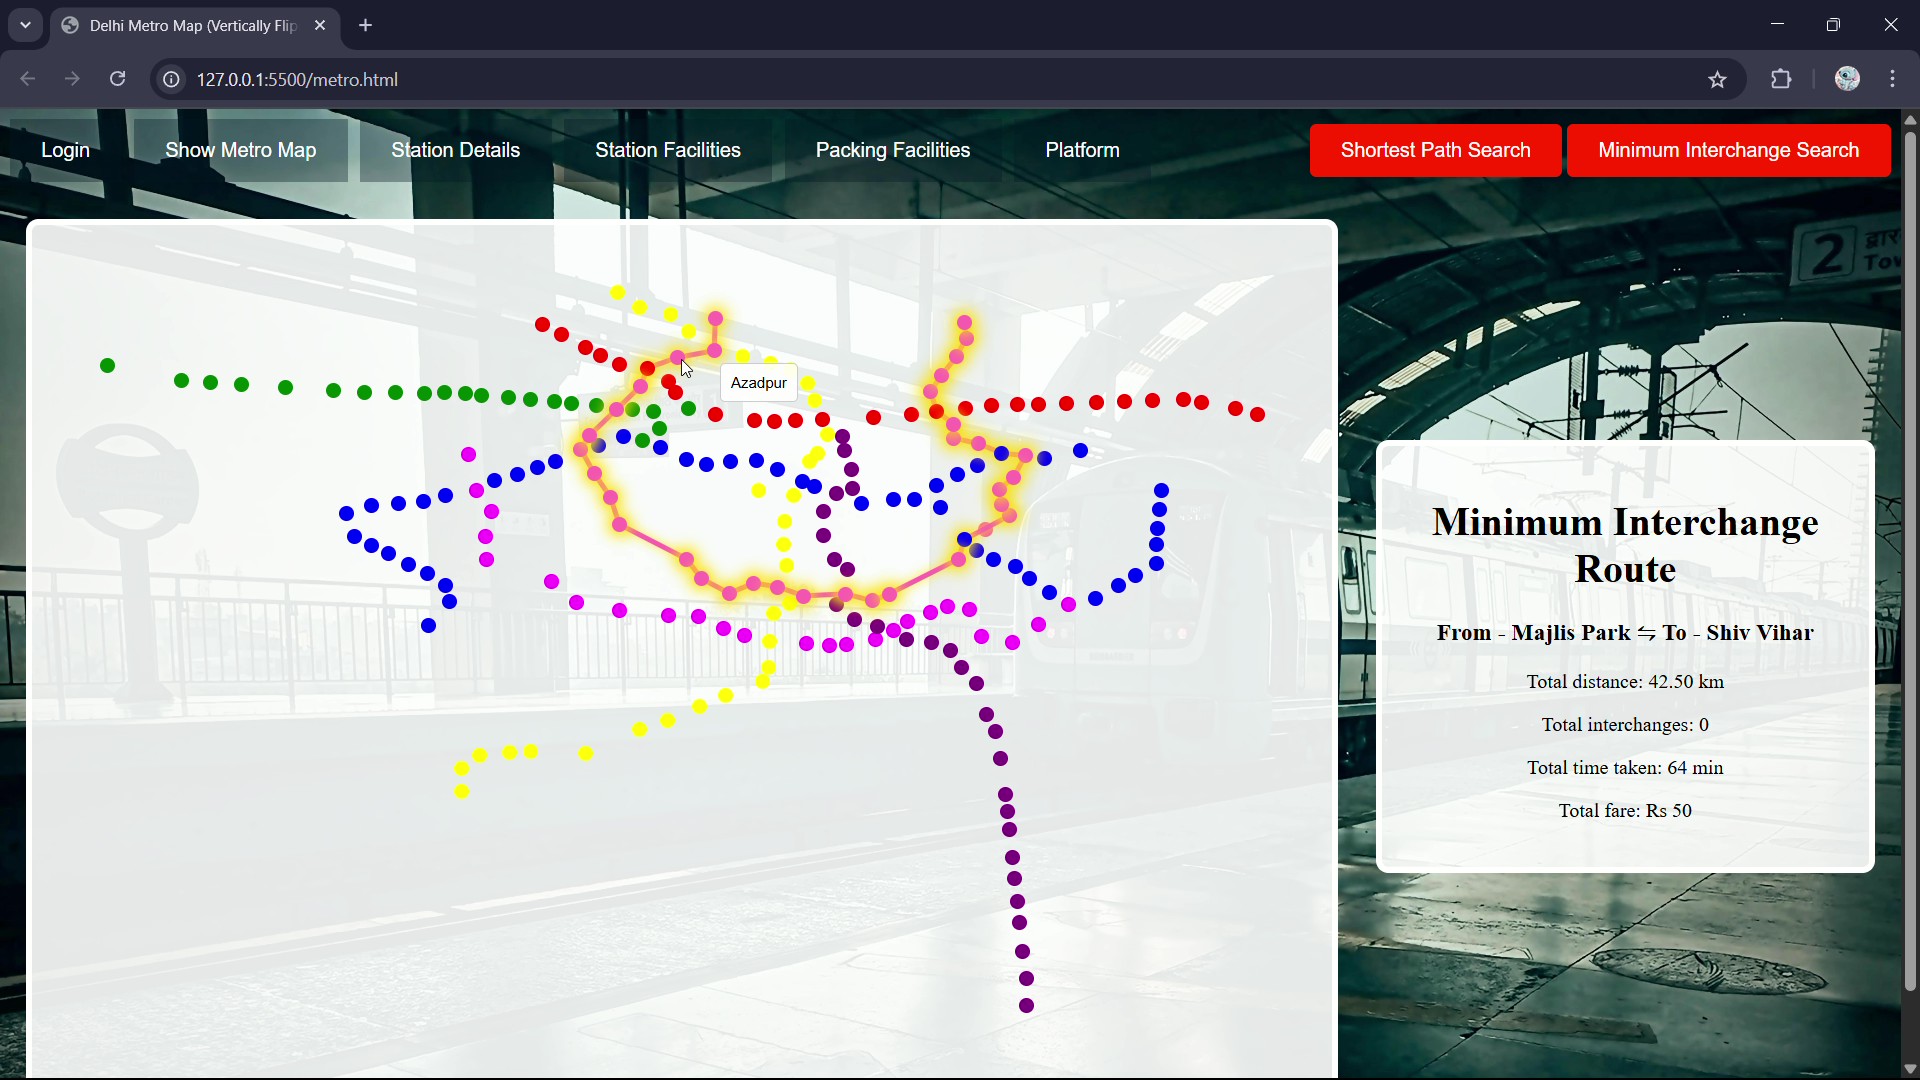 Delhi Metro Map (Vertically Flip
127.0.0.1:5500/metro.html
Login
Show Metro Map
Station Details
Station Facilities
Packing Facilities
Platform
Shortest Path Search
Minimum Interchange Search
2
द्वार
Tow
Azadpur
Minimum Interchange
Route
From - Majlis Park ⇋ To - Shiv Vihar
Total distance: 42.50 km
Total interchanges: 0
Total time taken: 64 min
Total fare: Rs 50